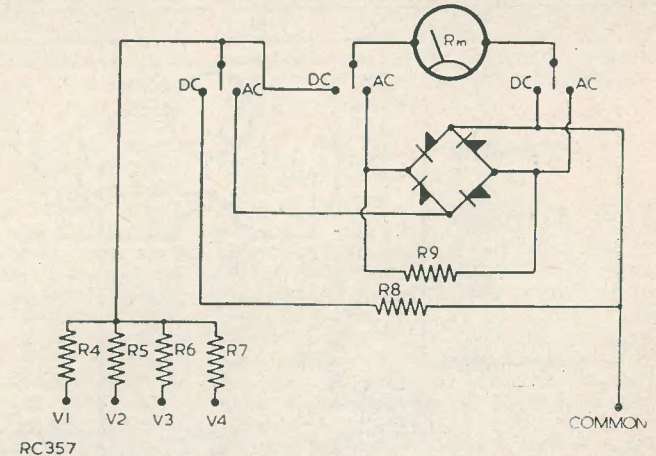 Rm
DC AC DC AC DC AC
R9
R8
R4 R5 R6 R7
V1 V2 V3 V4
COMMON
RC357